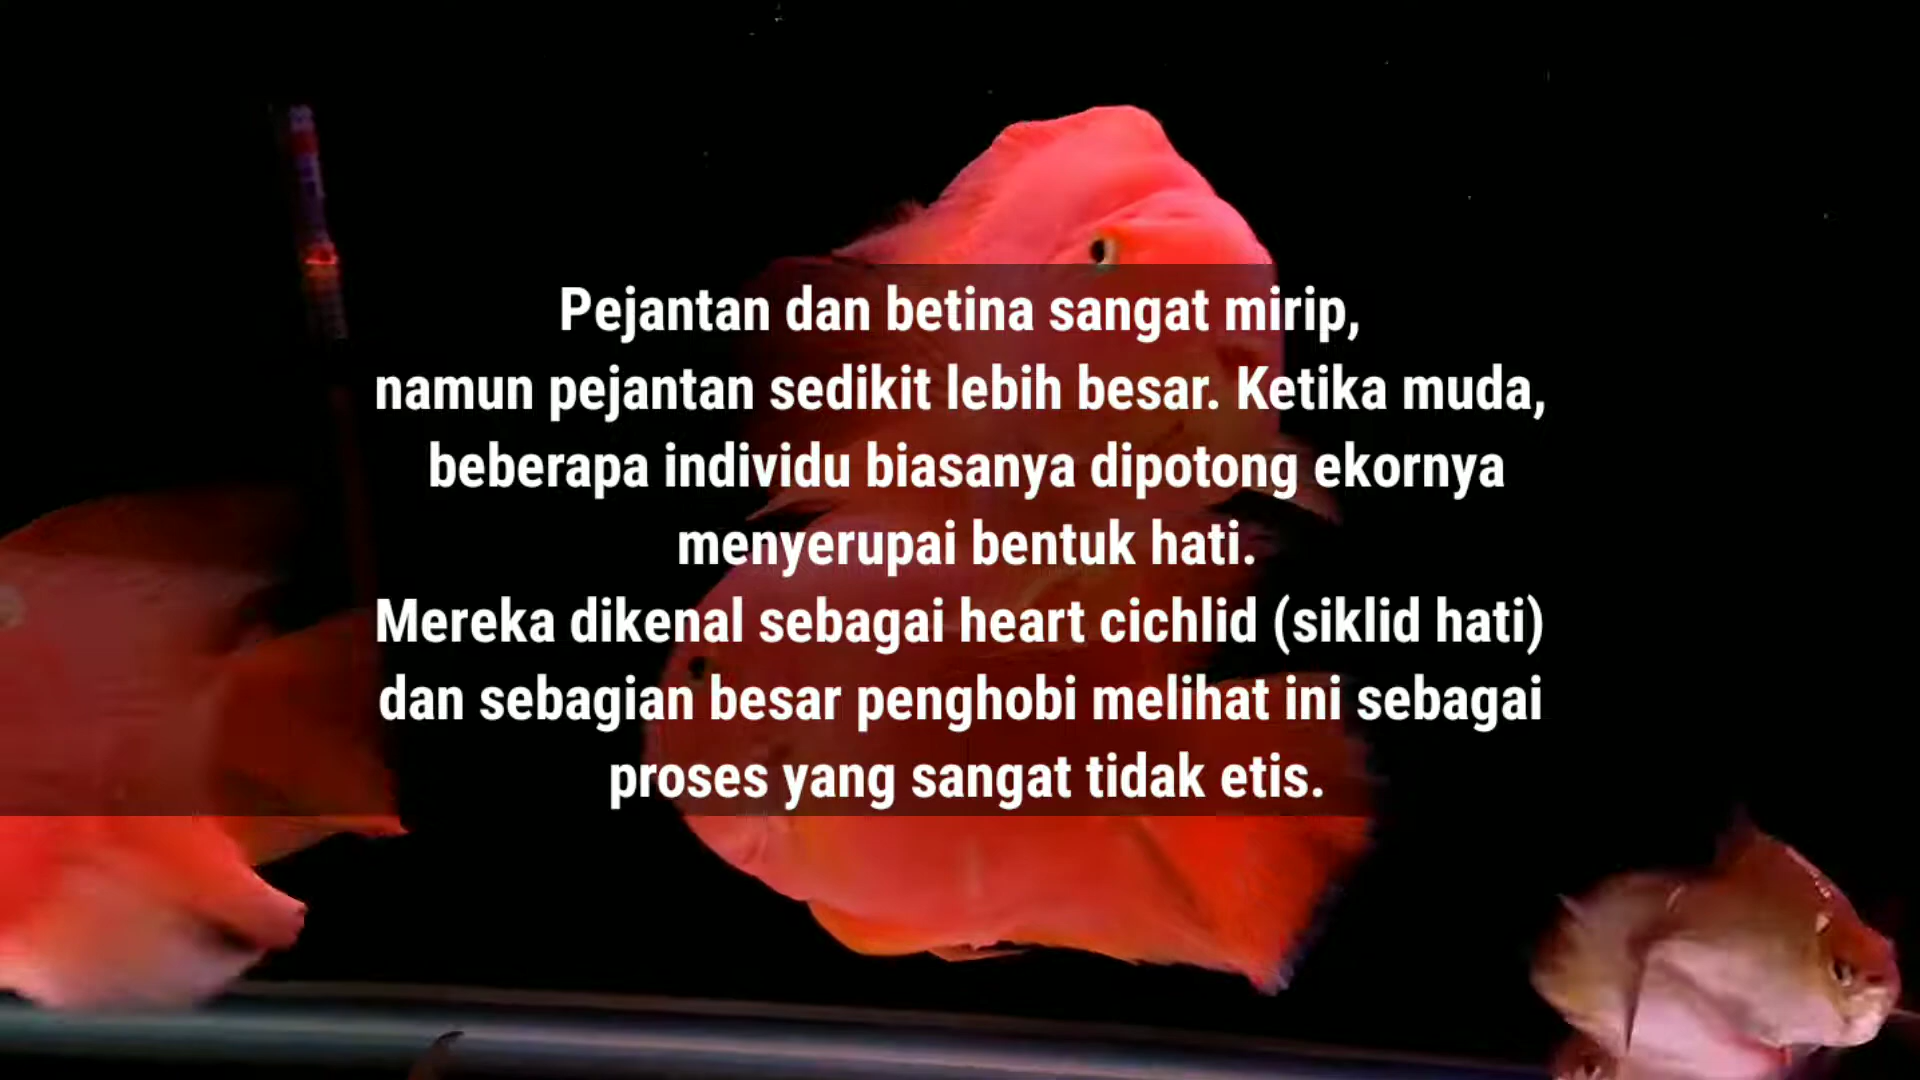 Pejantan dan betina sangat mirip,
namun pejantan sedikit lebih besar. Ketika muda,
beberapa individu biasanya dipotong ekornya
menyerupai bentuk hati.
Mereka dikenal sebagai heart cichlid (siklid hati)
dan sebagian besar penghobi melihat ini sebagai
proses yang sangat tidak etis.